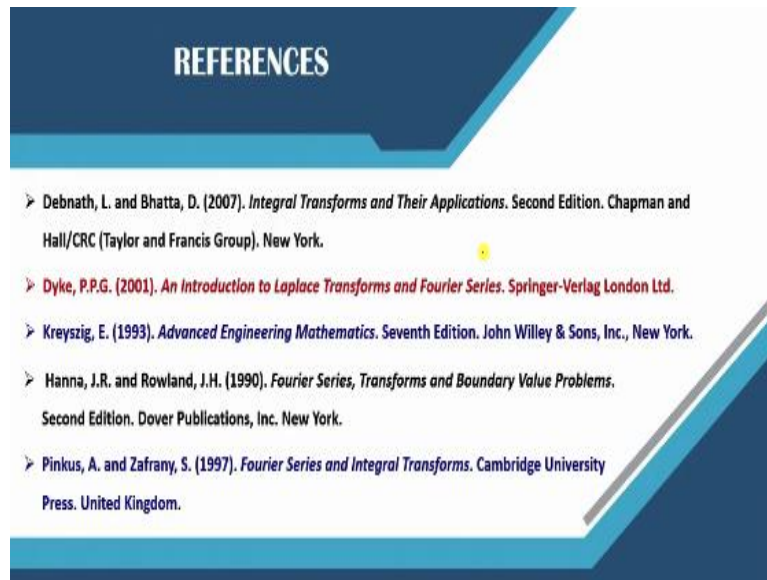 REFERENCES
➢ Debnath, L. and Bhatta, D. (2007). Integral Transforms and Their Applications. Second Edition. Chapman and
Hall/CRC (Taylor and Francis Group). New York.
➢ Dyke, P.P.G. (2001). An Introduction to Laplace Transforms and Fourier Series. Springer-Verlag London Ltd.
➢ Kreyszig, E. (1993). Advanced Engineering Mathematics. Seventh Edition. John Willey & Sons, Inc., New York.
➢ Hanna, J.R. and Rowland, J.H. (1990). Fourier Series, Transforms and Boundary Value Problems.
Second Edition. Dover Publications, Inc. New York.
➢ Pinkus, A. and Zafrany, S. (1997). Fourier Series and Integral Transforms. Cambridge University
Press. United Kingdom.